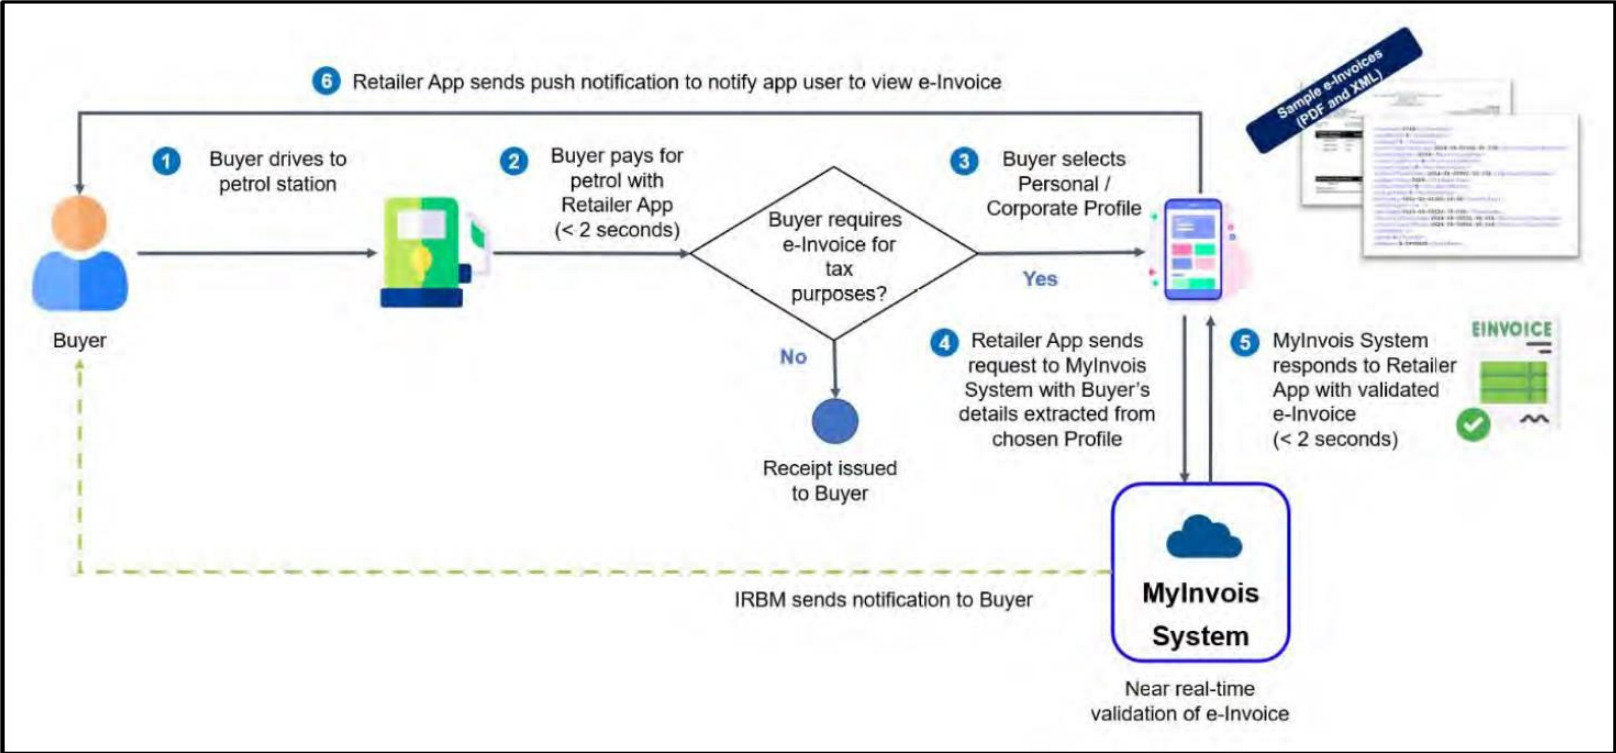 6 Retailer App sends push notification to notify app user to view e-Invoice
Sample e-Invoices
(PDF and XML)
1 Buyer drives to
petrol station
2 Buyer pays for
petrol with
Retailer App
(< 2 seconds)
Buyer requires
e-Invoice for
tax
purposes?
3 Buyer selects
Personal /
Corporate Profile
Yes
No
Buyer
Receipt issued
to Buyer
4 Retailer App sends
request to MyInvois
System with Buyer's
details extracted from
chosen Profile
5 MyInvois System
responds to Retailer
App with validated
e-Invoice
(< 2 seconds)
EINVOICE
IRBM sends notification to Buyer
MyInvois
System
Near real-time
validation of e-Invoice